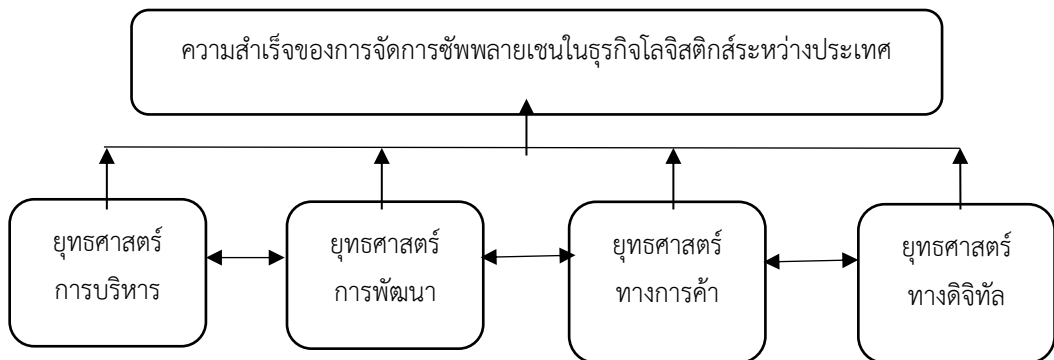 ความสำเร็จของการจัดการซัพพลายเชนในธุรกิจโลจิสติกส์ระหว่างประเทศ
ยุทธศาสตร์
การบริหาร
ยุทธศาสตร์
การพัฒนา
ยุทธศาสตร์
ทางการค้า
ยุทธศาสตร์
ทางดิจิทัล